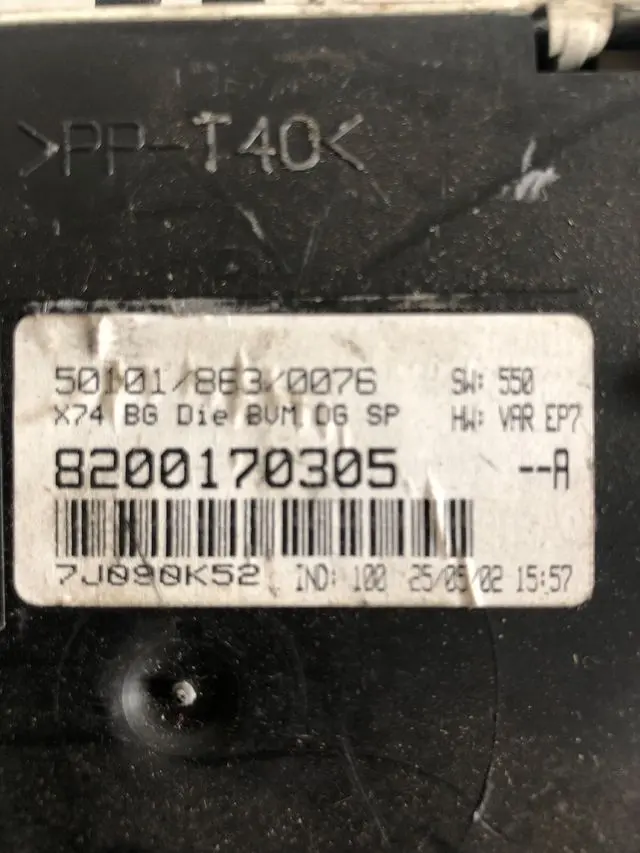 >PP-T40<
50101/863/0076 SW: 550
X74 BG Die BVM DG SP HW: VAR EP7
8200170305 --A
7J090K52 IND: 100 25/05/02 15:57